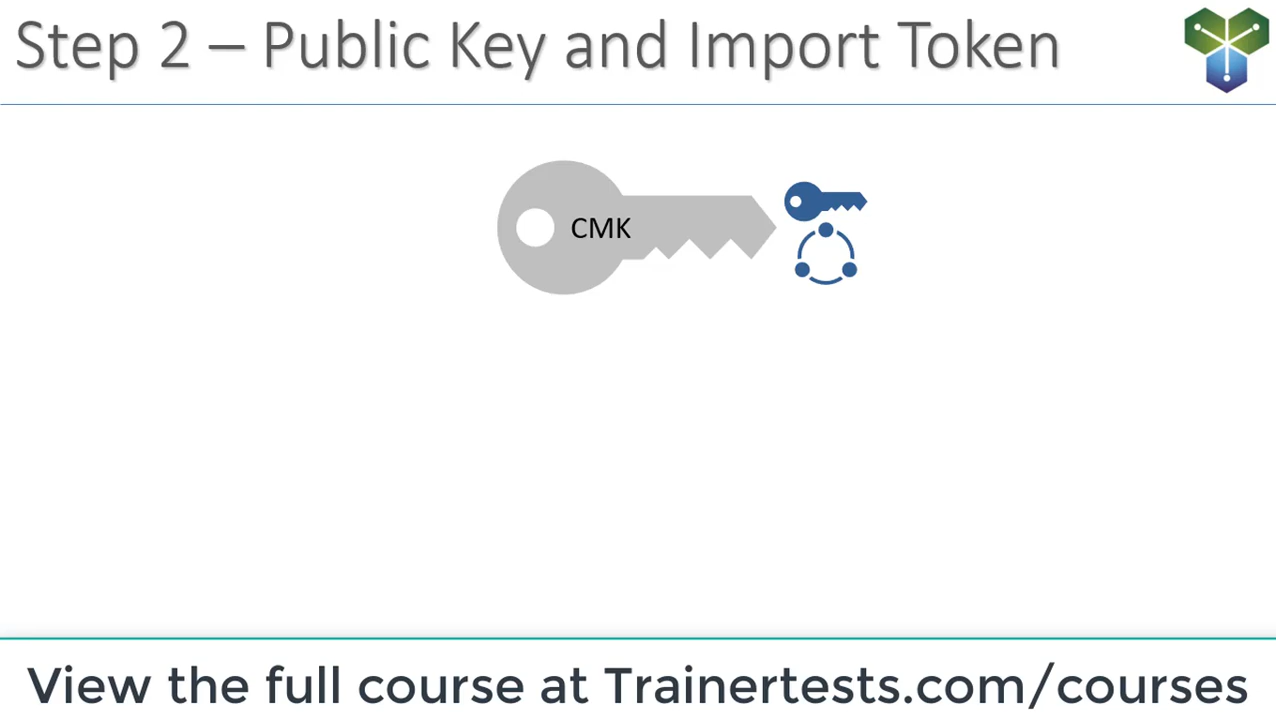 Step 2 – Public Key and Import Token
CMK
View the full course at Trainertests.com/courses